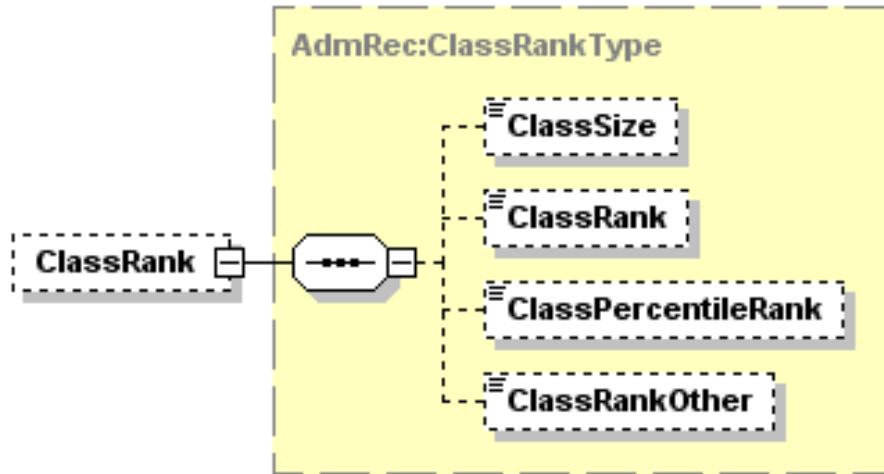 AdmRec:ClassRankType
ClassSize
ClassRank
ClassRank
ClassPercentileRank
ClassRankOther